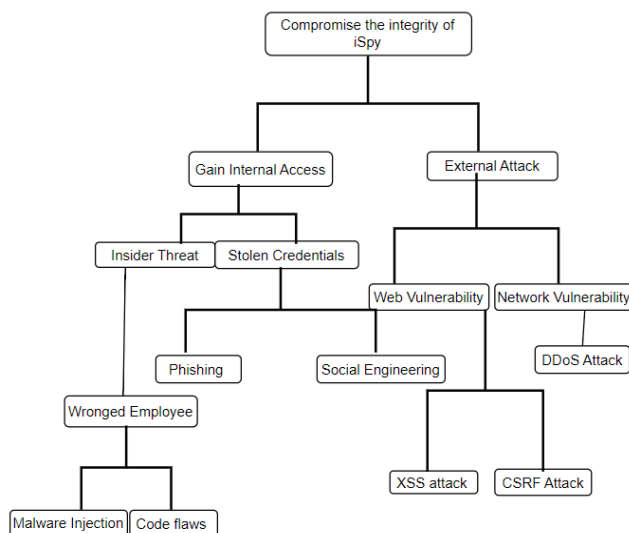 Compromise the integrity of
iSpy
Gain Internal Access
External Attack
Insider Threat
Stolen Credentials
Web Vulnerability
Network Vulnerability
Phishing
Social Engineering
DDoS Attack
Wronged Employee
XSS attack
CSRF Attack
Malware Injection
Code flaws